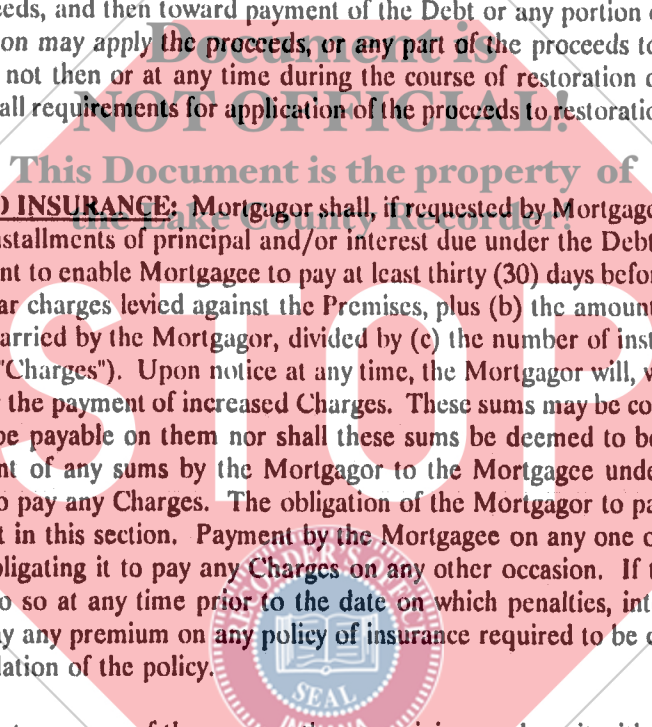 eeds, and then toward payment of the Debt or any portion
Document is
on may apply the proceeds, or any part of the proceeds to
not then or at any time during the course of restoration
all requirements for application of the proceeds to restoratio
NOT OFFICIAL!
This Document is the property of
the Lake County Recorder!
) INSURANCE: Mortgagor shall, if requested by Mortgage
nstallments of principal and/or interest due under the Debt
nt to enable Mortgagee to pay at least thirty (30) days befor
ar charges levied against the Premises, plus (b) the amount
arried by the Mortgagor, divided by (c) the number of inst
"Charges"). Upon notice at any time, the Mortgagor will,
the payment of increased Charges. These sums may be co
be payable on them nor shall these sums be deemed to be
STOP
nt of any sums by the Mortgagor to the Mortgagee unde
o pay any Charges. The obligation of the Mortgagor to pa
t in this section. Payment by the Mortgagee on any one
bligating it to pay any Charges on any other occasion. If
o so at any time prior to the date on which penalties, int
ay any premium on any policy of insurance required to be
lation of the policy.
SEAL
INDIANA